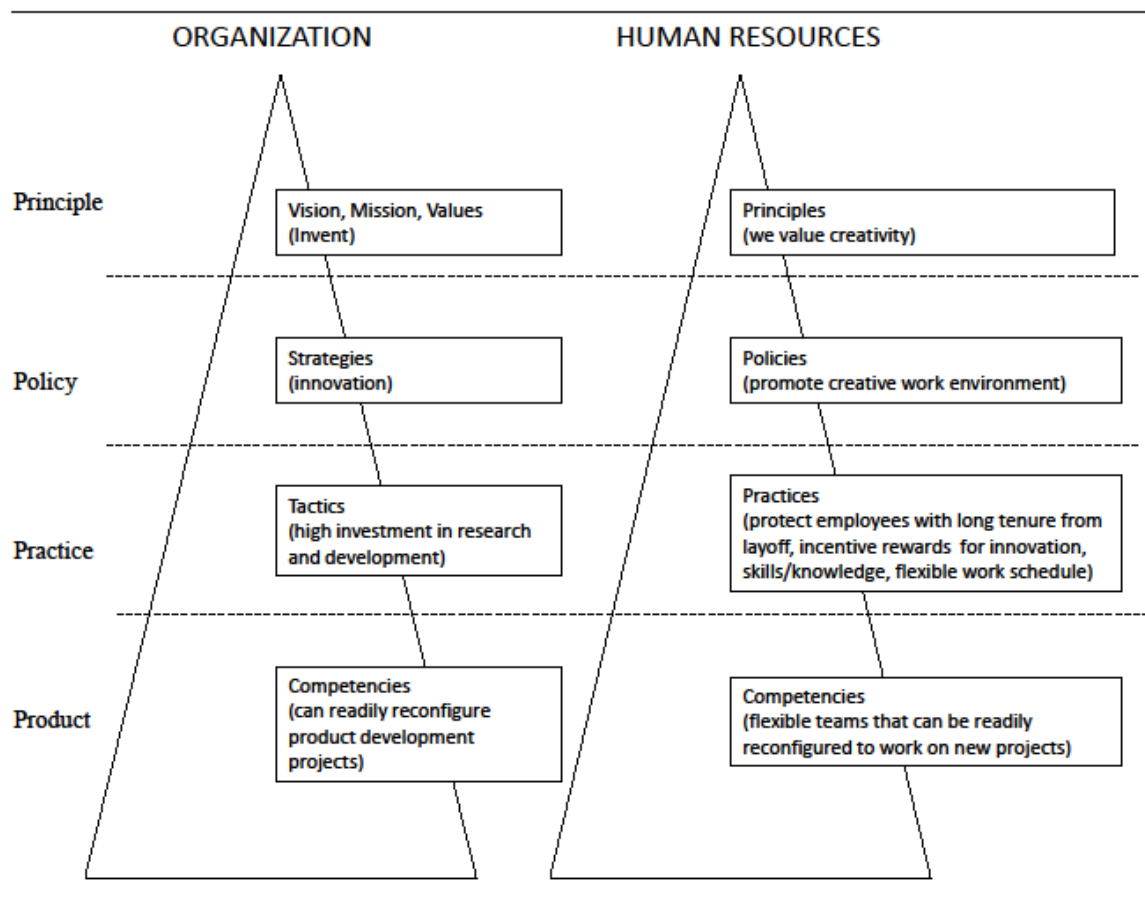 ORGANIZATION
HUMAN RESOURCES
Principle
Vision, Mission, Values
(Invent)
Principles
(we value creativity)
Policy
Strategies
(innovation)
Policies
(promote creative work environment)
Practice
Tactics
(high investment in research
and development)
Practices
(protect employees with long tenure from
layoff, incentive rewards  for innovation,
skills/knowledge, flexible work schedule)
Product
Competencies
(can readily reconfigure
product development
projects)
Competencies
(flexible teams that can be readily
reconfigured to work on new projects)